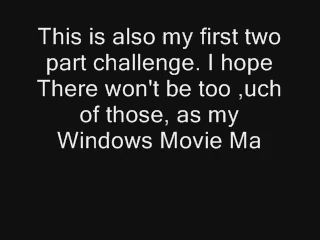 This is also my first two
part challenge. I hope
There won't be too ,uch
of those, as my
Windows Movie Ma